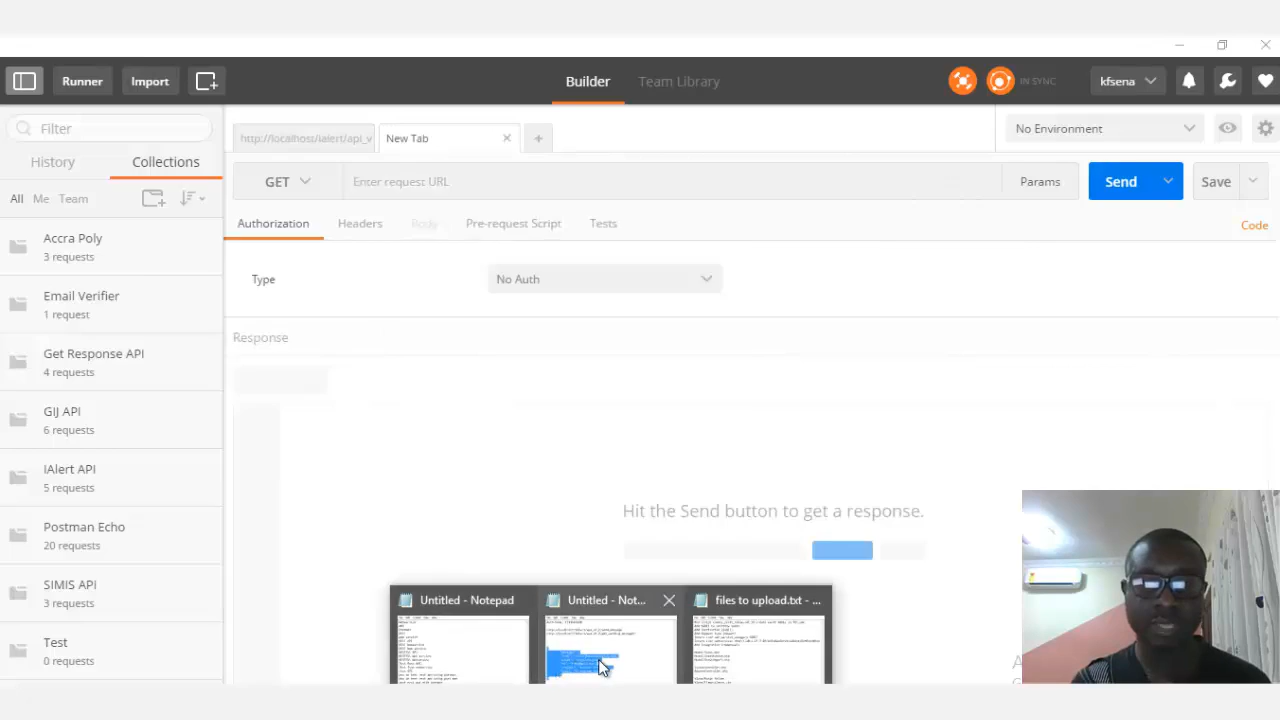 Runner
Import
Builder
Team Library
IN SYNC
kfsena
Filter
http://localhost/ialert/api_v
New Tab
No Environment
History
Collections
GET
Enter request URL
Params
Send
Save
All
Me
Team
Authorization
Headers
Body
Pre-request Script
Tests
Code
Accra Poly
3 requests
Type
No Auth
Email Verifier
1 request
Response
Get Response API
4 requests
GIJ API
6 requests
IAlert API
5 requests
Hit the Send button to get a response.
Postman Echo
20 requests
SIMIS API
3 requests
Untitled - Notepad
Untitled - Not...
files to upload.txt - ...
Test
0 requests